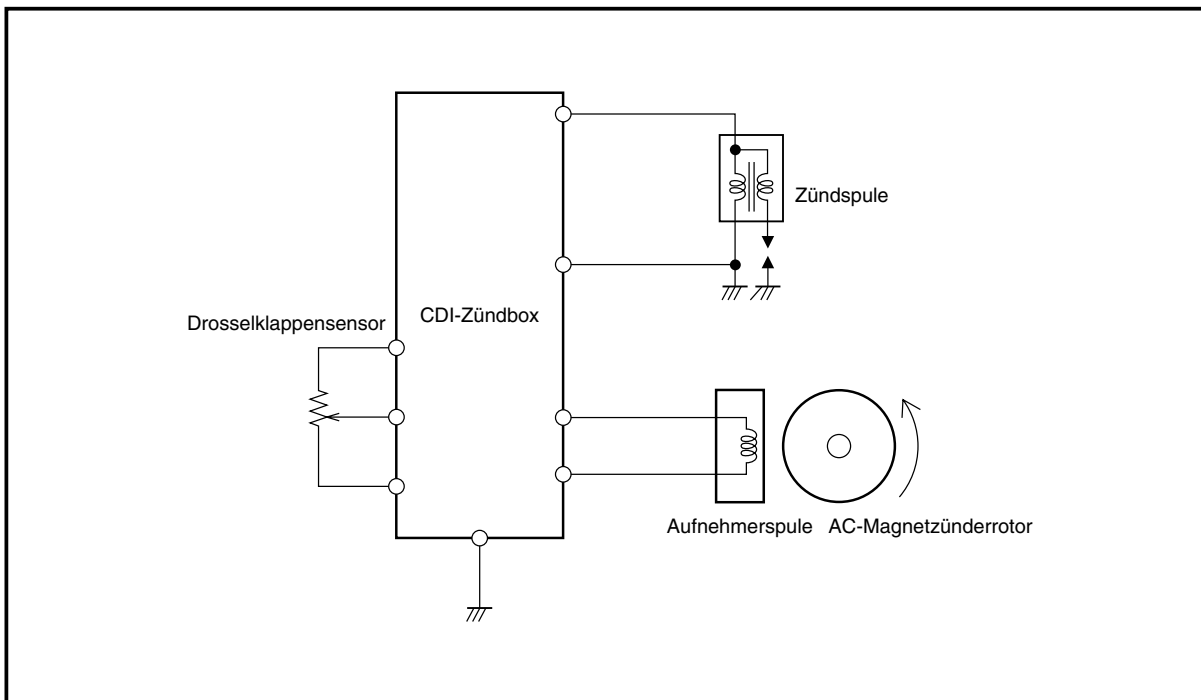 Zündspule
Drosselklappensensor
CDI-Zündbox
Aufnehmerspule
AC-Magnetzünderrotor